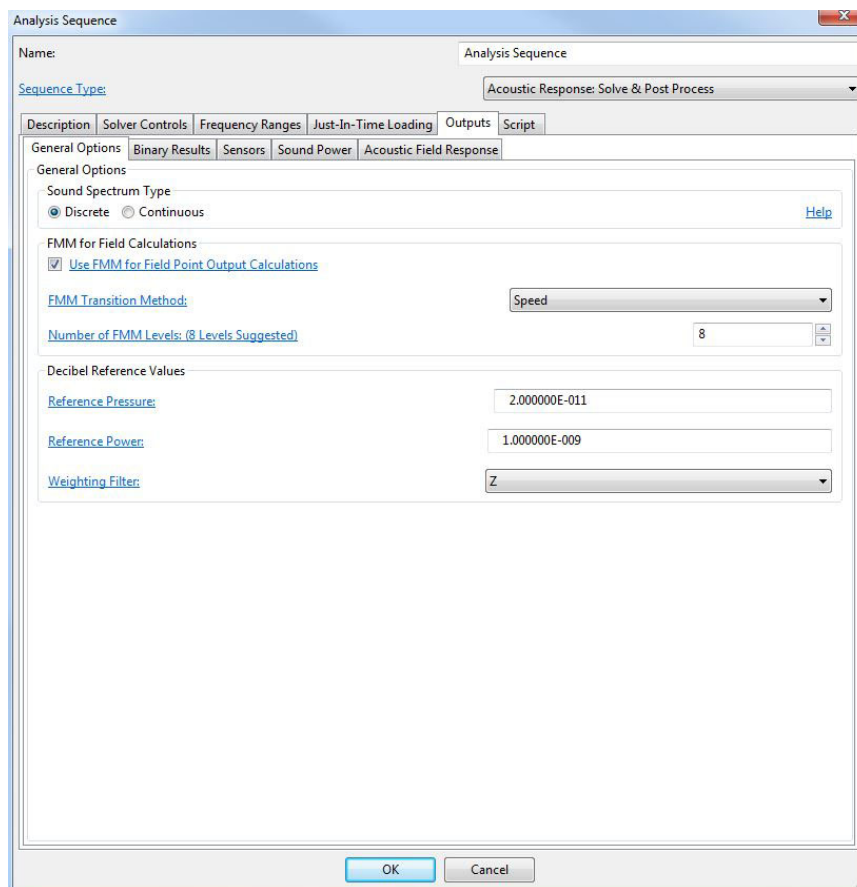 Analysis Sequence
Name: Analysis Sequence
Sequence Type: Acoustic Response: Solve & Post Process
Description Solver Controls Frequency Ranges Just-In-Time Loading Outputs Script
General Options Binary Results Sensors Sound Power Acoustic Field Response
General Options
Sound Spectrum Type
Discrete Continuous Help
FMM for Field Calculations
Use FMM for Field Point Output Calculations
FMM Transition Method: Speed
Number of FMM Levels: (8 Levels Suggested) 8
Decibel Reference Values
Reference Pressure: 2.000000E-011
Reference Power: 1.000000E-009
Weighting Filter: Z
OK Cancel